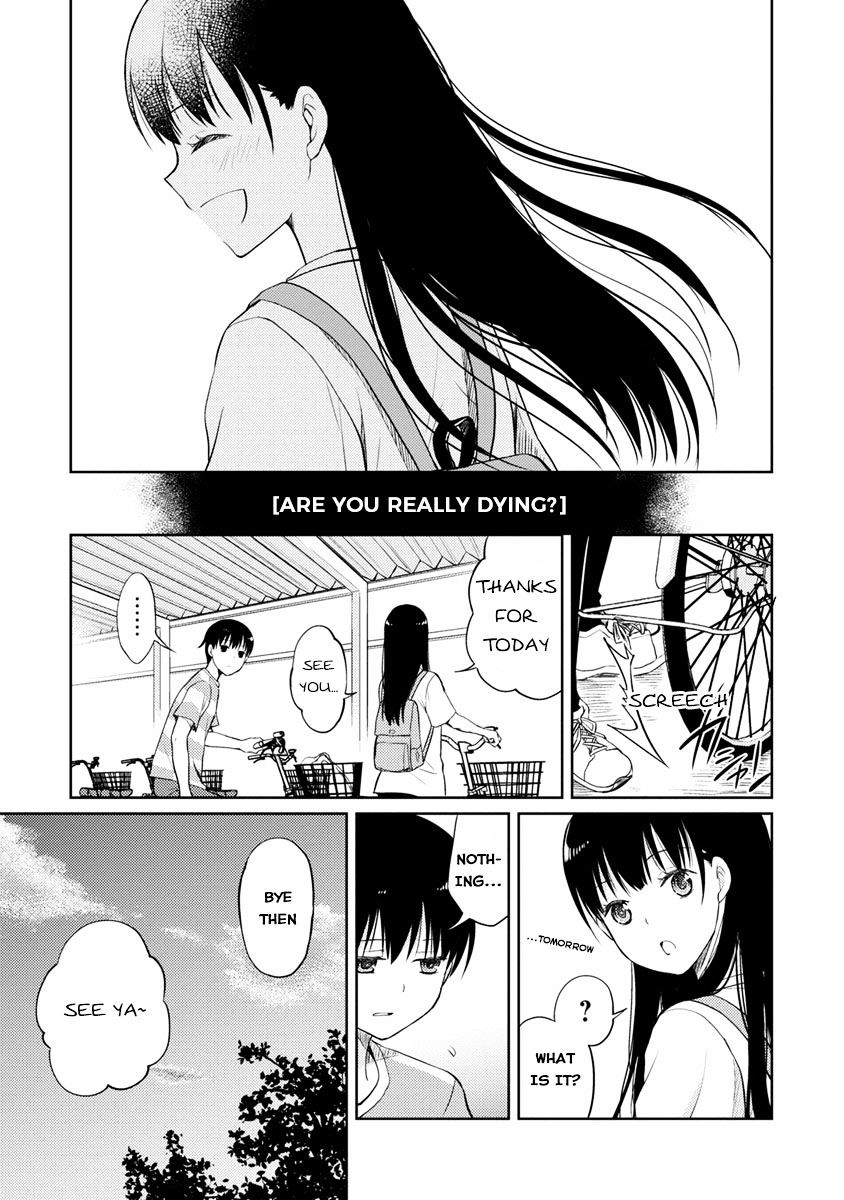 [ARE YOU REALLY DYING?]
SCREECH
THANKS
FOR
TODAY
SEE
YOU...
......
...TOMORROW
?
WHAT
IS IT?
NOTH-
ING...
BYE
THEN
SEE YA~